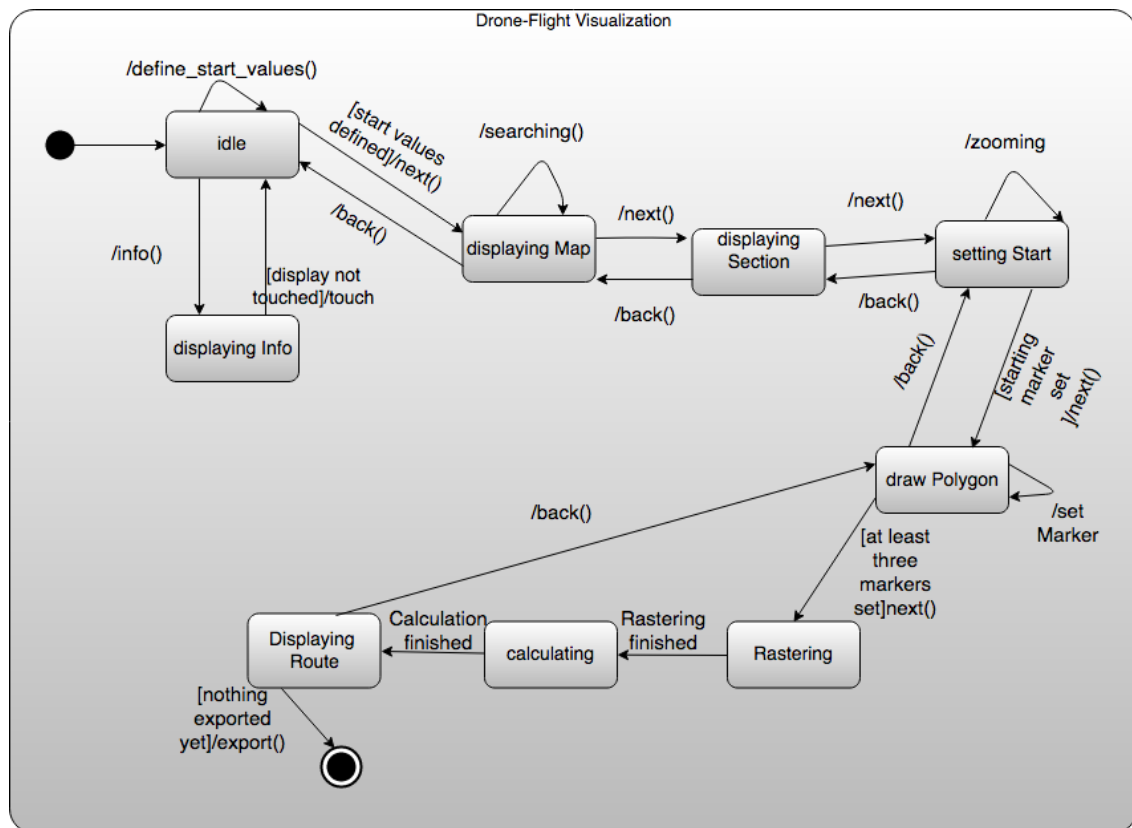 Drone-Flight Visualization
/define_start_values()
idle
[start values
defined]/next()
/back()
/info()
[display not
touched]/touch
displaying Info
/searching()
displaying Map
/next()
/back()
displaying
Section
/next()
/back()
/zooming
setting Start
/back()
[starting
marker
set
]/next()
draw Polygon
/set
Marker
/back()
[at least
three
markers
set]next()
Rastering
Rastering
finished
calculating
Calculation
finished
Displaying
Route
[nothing
exported
yet]/export()